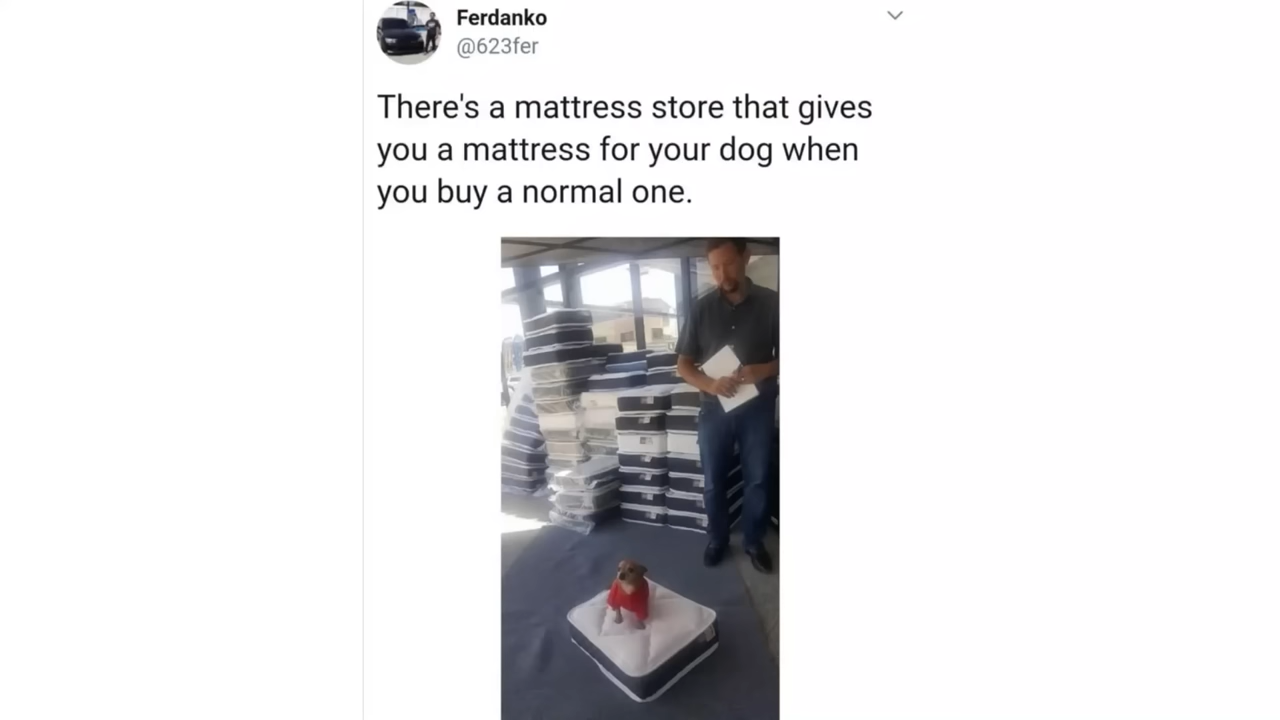 Ferdanko
@623fer
There's a mattress store that gives
you a mattress for your dog when
you buy a normal one.